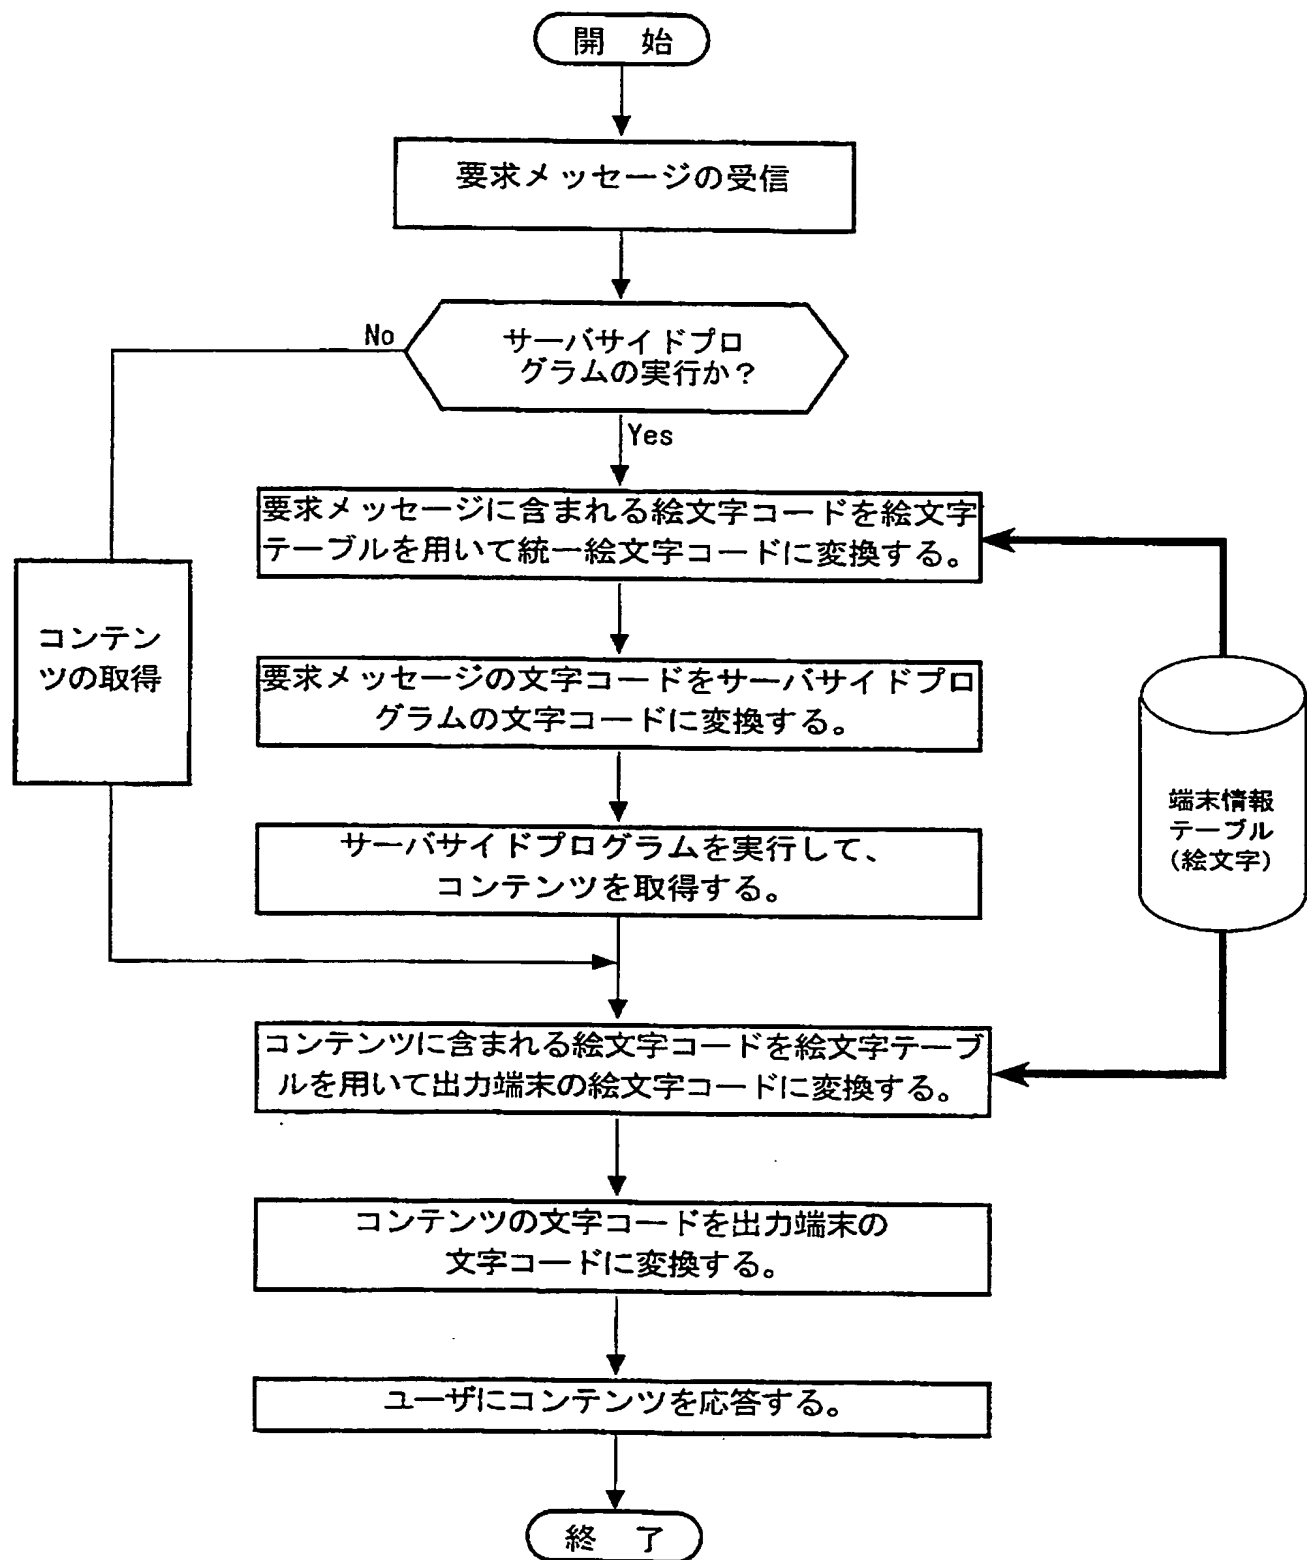 開　始
要求メッセージの受信
サーバサイドプロ
グラムの実行か？
No
Yes
要求メッセージに含まれる絵文字コードを絵文字
テーブルを用いて統一絵文字コードに変換する。
コンテン
ツの取得
要求メッセージの文字コードをサーバサイドプロ
グラムの文字コードに変換する。
サーバサイドプログラムを実行して、
コンテンツを取得する。
端末情報
テーブル
(絵文字)
コンテンツに含まれる絵文字コードを絵文字テーブ
ルを用いて出力端末の絵文字コードに変換する。
コンテンツの文字コードを出力端末の
文字コードに変換する。
ユーザにコンテンツを応答する。
終　了